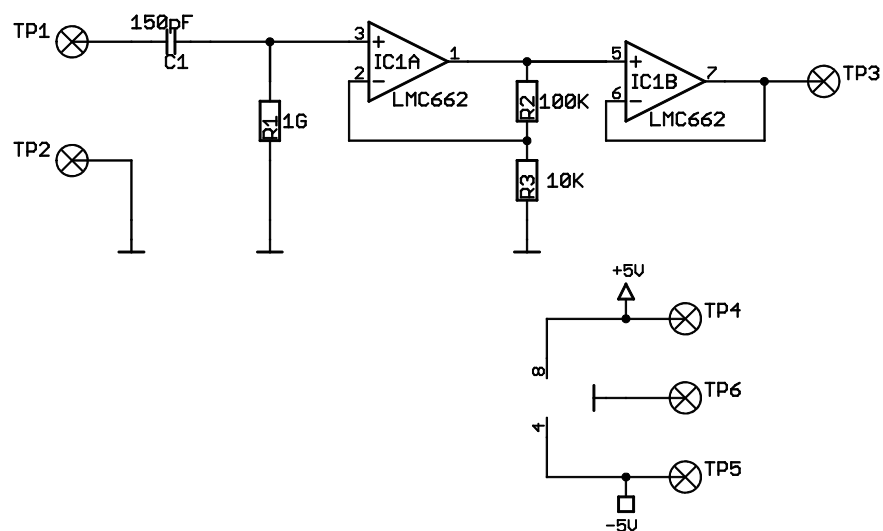 TP1
150pF
C1
3
2
IC1A
1
LMC662
R1
1G
R2
100K
R3
10K
5
6
IC1B
7
LMC662
TP3
TP2
+5V
TP4
8
TP6
4
TP5
-5V